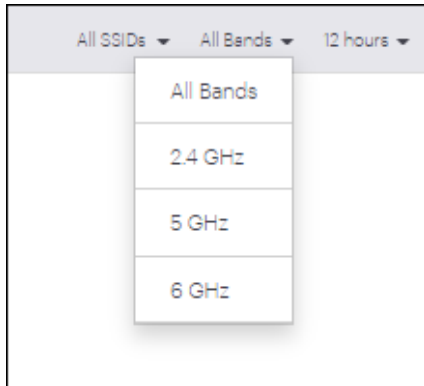 All SSIDs All Bands 12 hours
All Bands
2.4 GHz
5 GHz
6 GHz